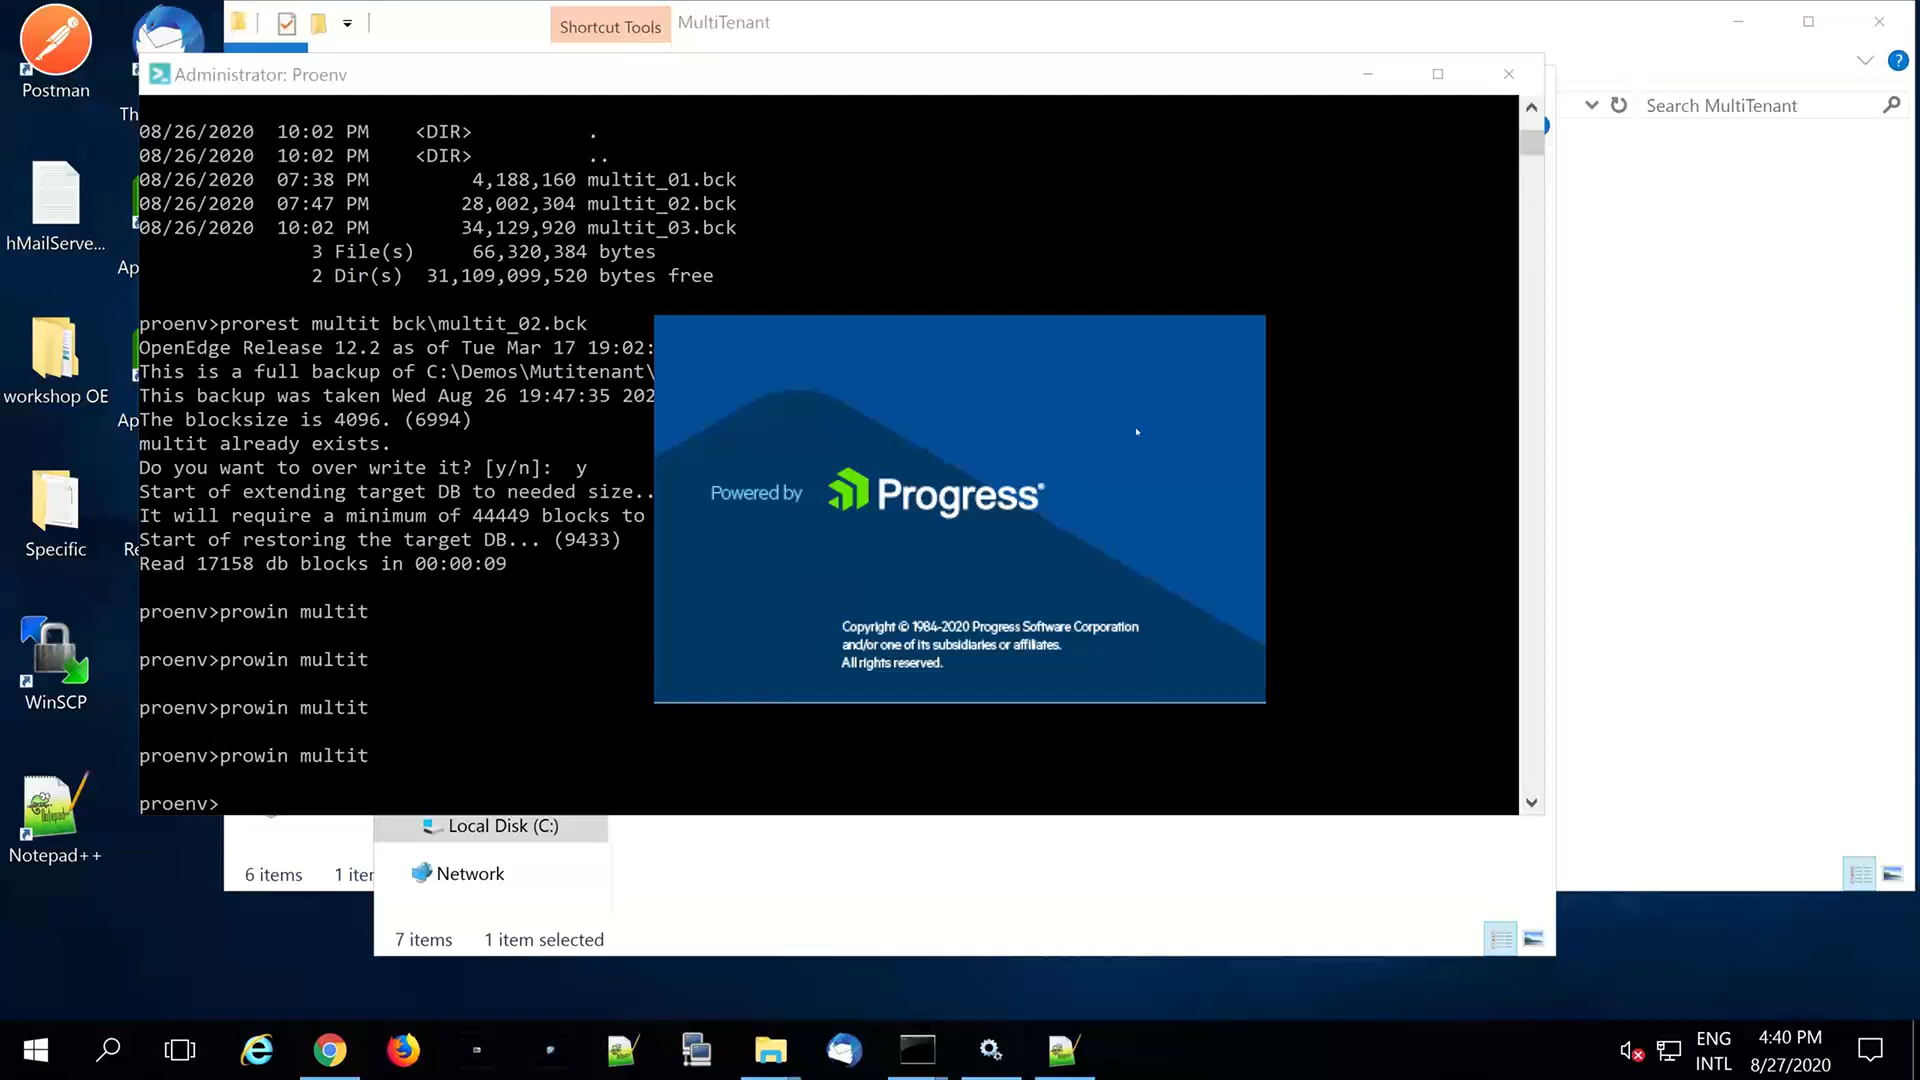 Shortcut Tools
MultiTenant
Search MultiTenant
Administrator: Proenv
08/26/2020  10:02 PM    <DIR>          .
08/26/2020  10:02 PM    <DIR>          ..
08/26/2020  07:38 PM         4,188,160 multit_01.bck
08/26/2020  07:47 PM        28,002,304 multit_02.bck
08/26/2020  10:02 PM        34,129,920 multit_03.bck
3 File(s)     66,320,384 bytes
2 Dir(s)  31,109,099,520 bytes free
proenv>prorest multit bck\multit_02.bck
OpenEdge Release 12.2 as of Tue Mar 17 19:02:
This is a full backup of C:\Demos\Mutitenant\
This backup was taken Wed Aug 26 19:47:35 202
The blocksize is 4096. (6994)
multit already exists.
Do you want to over write it? [y/n]:  y
Start of extending target DB to needed size..
It will require a minimum of 44449 blocks to
Start of restoring the target DB... (9433)
Read 17158 db blocks in 00:00:09
proenv>prowin multit
proenv>prowin multit
proenv>prowin multit
proenv>prowin multit
proenv>
Powered by Progress®
Copyright © 1984-2020 Progress Software Corporation
and/or one of its subsidiaries or affiliates.
All rights reserved.
Postman
Th
hMailServe...
Ap
workshop OE
Ap
Specific
Re
WinSCP
Notepad++
Local Disk (C:)
Network
6 items
1 iter
7 items
1 item selected
ENG
INTL
4:40 PM
8/27/2020